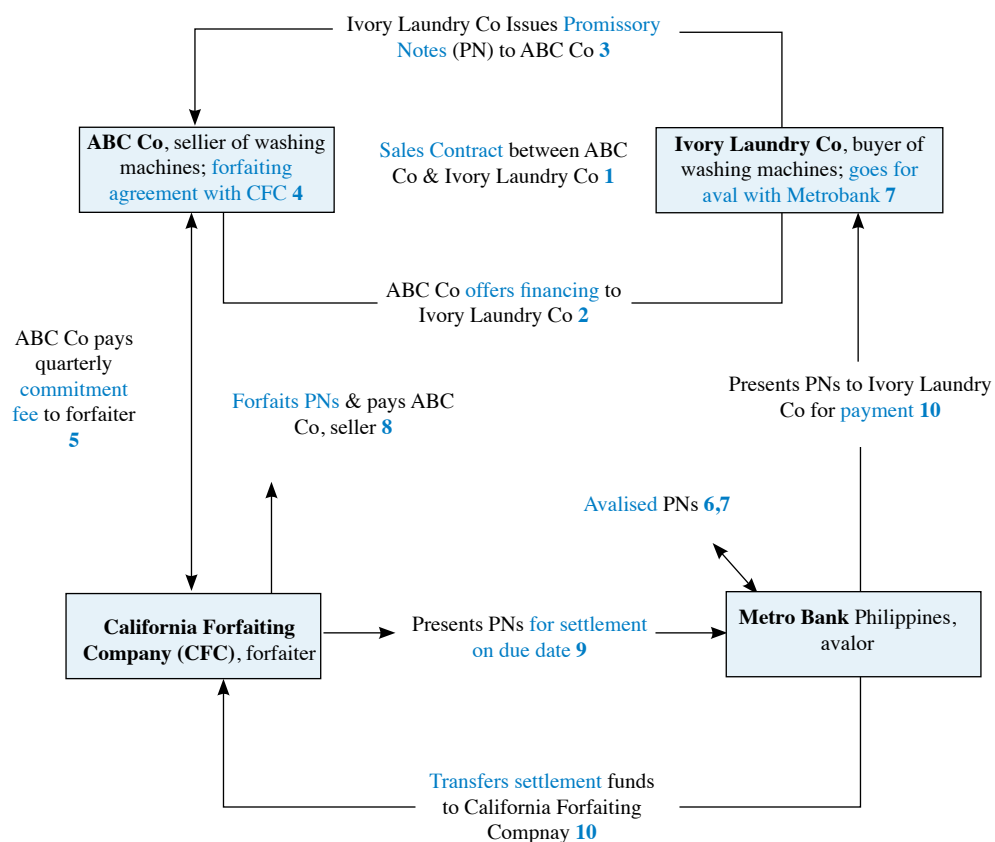 Ivory Laundry Co Issues Promissory
Notes (PN) to ABC Co 3
ABC Co, sellier of washing
machines; forfaiting
agreement with CFC 4
Sales Contract between ABC
Co & Ivory Laundry Co 1
Ivory Laundry Co, buyer of
washing machines; goes for
aval with Metrobank 7
ABC Co offers financing to
Ivory Laundry Co 2
ABC Co pays
quarterly
commitment
fee to forfaiter
5
Forfaits PNs & pays ABC
Co, seller 8
Presents PNs to Ivory Laundry
Co for payment 10
Avalised PNs 6,7
California Forfaiting
Company (CFC), forfaiter
Presents PNs for settlement
on due date 9
Metro Bank Philippines,
avalor
Transfers settlement funds
to California Forfaiting
Compnay 10